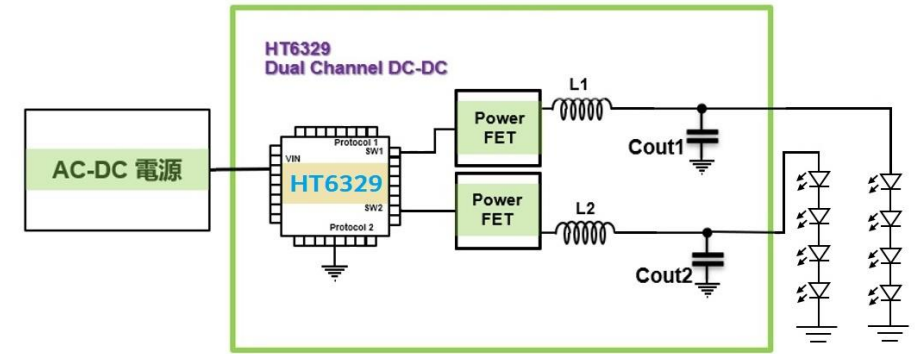 HT6329
Dual Channel DC-DC
AC-DC 電源
Protocol 1
SW1
VIN
HT6329
SW2
Protocol 2
Power
FET
L1
Cout1
Power
FET
L2
Cout2